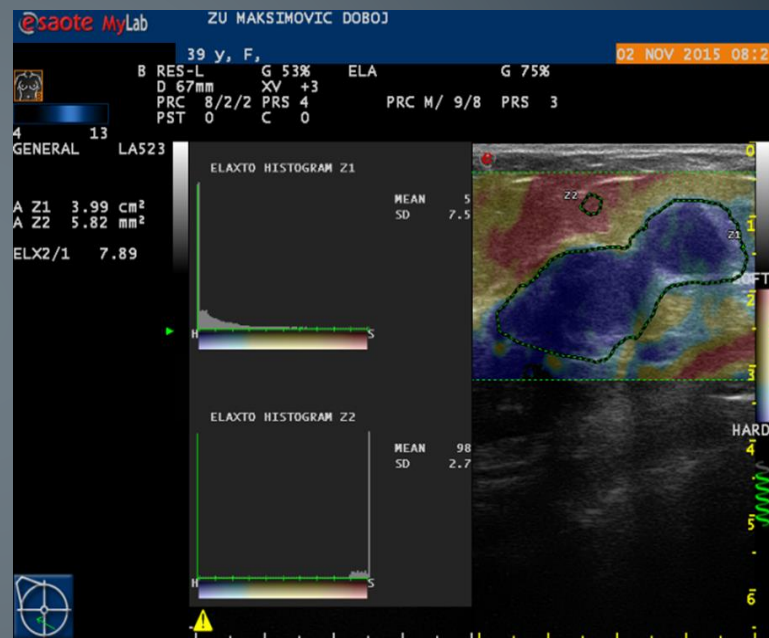 esaote MyLab
ZU MAKSIMOVIC DOBOJ
39 y, F,
02 NOV 2015 08:2
B RES-L G 53% ELA G 75%
D 67mm XV +3
PRC 8/2/2 PRS 4 PRC M/ 9/8 PRS 3
PST 0 C 0
4 13
GENERAL LA523
A Z1 3.99 cm²
A Z2 5.82 mm²
ELX2/1 7.89
ELAXTO HISTOGRAM Z1
MEAN 5
SD 7.5
H S
ELAXTO HISTOGRAM Z2
MEAN 98
SD 2.7
H S
Z2
Z1
OFT
HARD
0
1
2
3
4
5
6